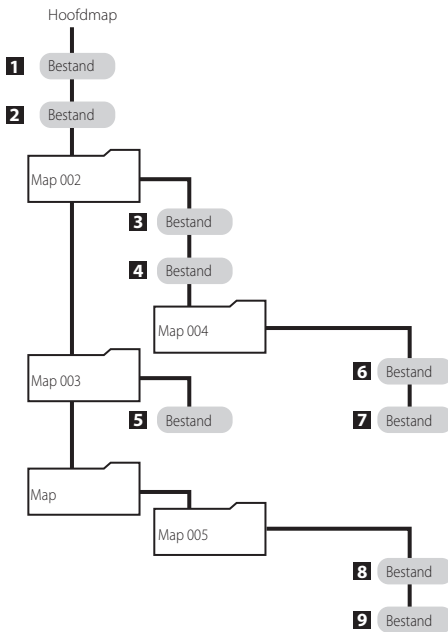 Hoofdmap
1 Bestand
2 Bestand
Map 002
3 Bestand
4 Bestand
Map 004
Map 003
6 Bestand
5 Bestand
7 Bestand
Map
Map 005
8 Bestand
9 Bestand